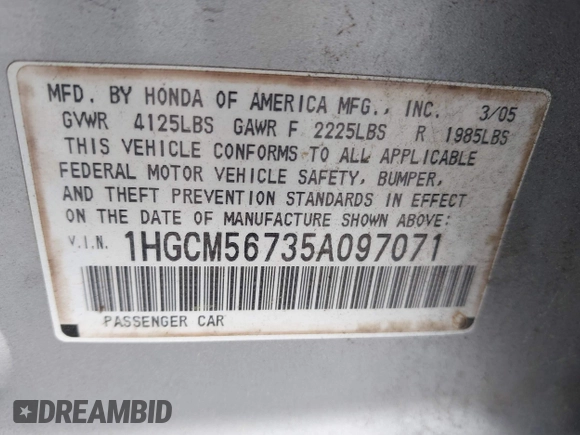 MFD. BY HONDA OF AMERICA MFG., INC. 3/05
GVWR 4125LBS GAWR F 2225LBS R 1985LBS
THIS VEHICLE CONFORMS TO ALL APPLICABLE
FEDERAL MOTOR VEHICLE SAFETY, BUMPER,
AND THEFT PREVENTION STANDARDS IN EFFECT
ON THE DATE OF MANUFACTURE SHOWN ABOVE:
V.I.N. 1HGCM56735A097071
PASSENGER CAR
DREAMBID